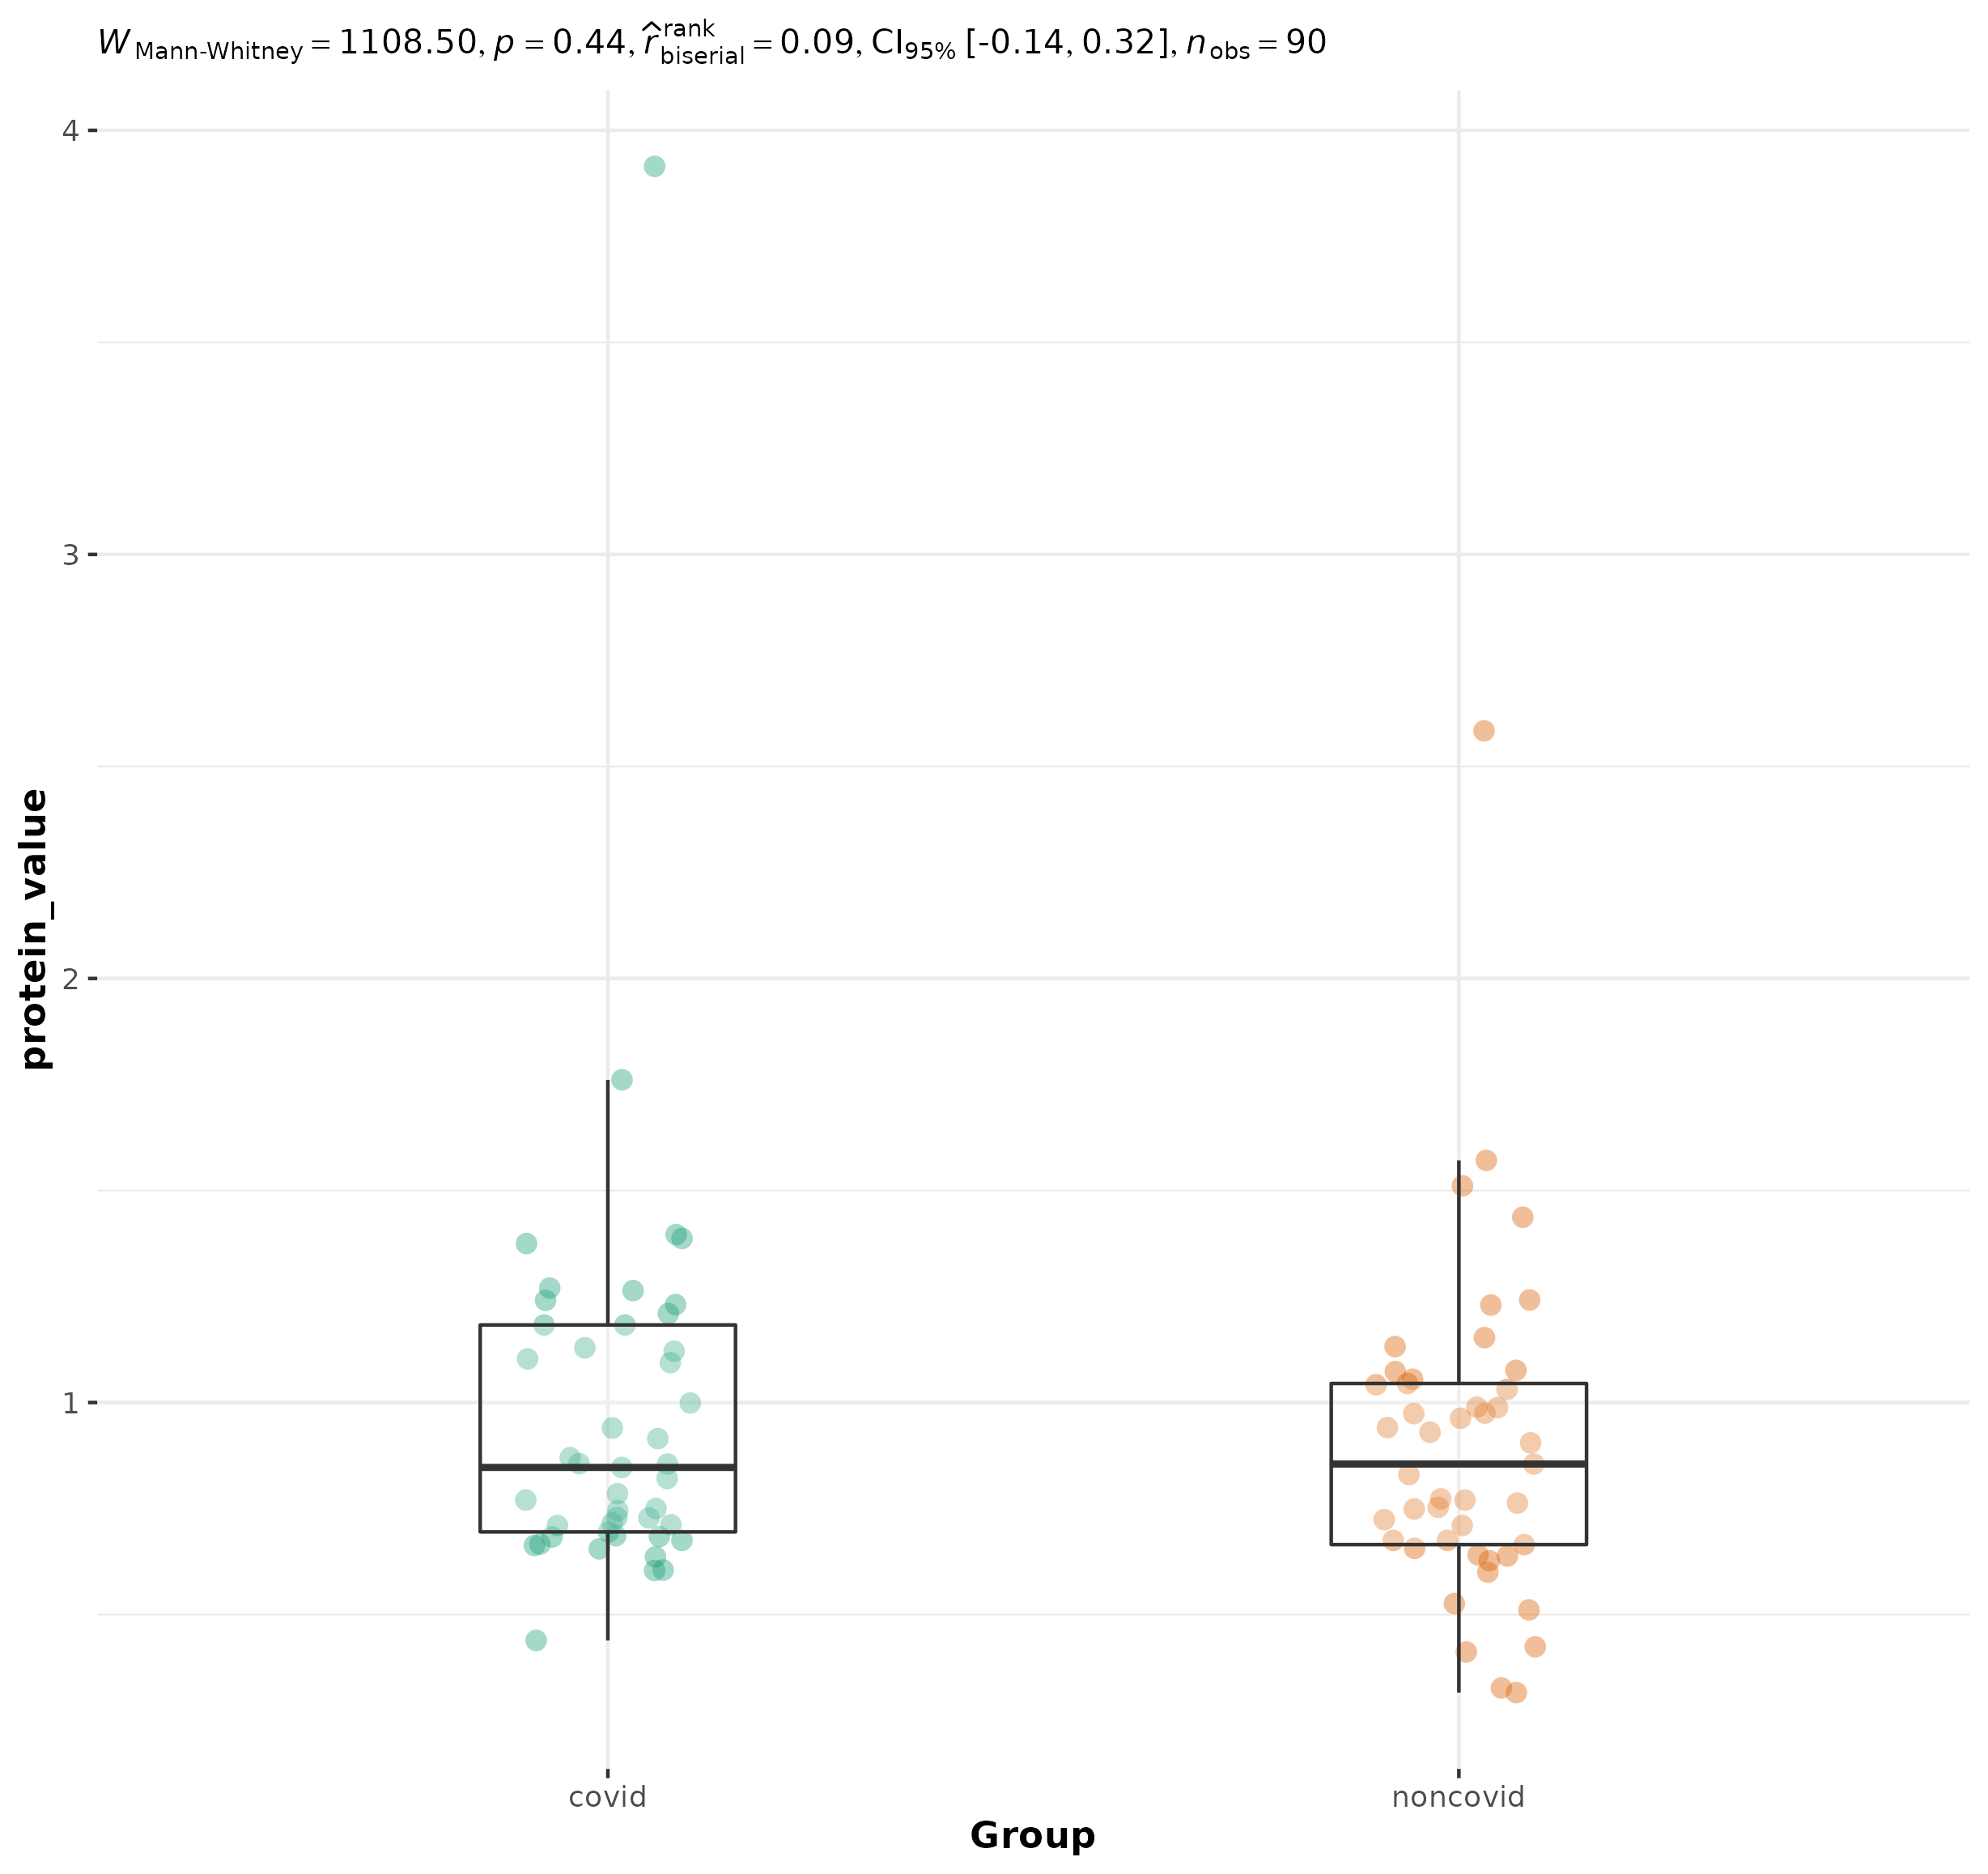 W Mann-Whitney = 1108.50, p = 0.44, r̂ rank biserial = 0.09, CI95% [-0.14, 0.32], n obs = 90
4
3
2
1
protein_value
covid noncovid
Group